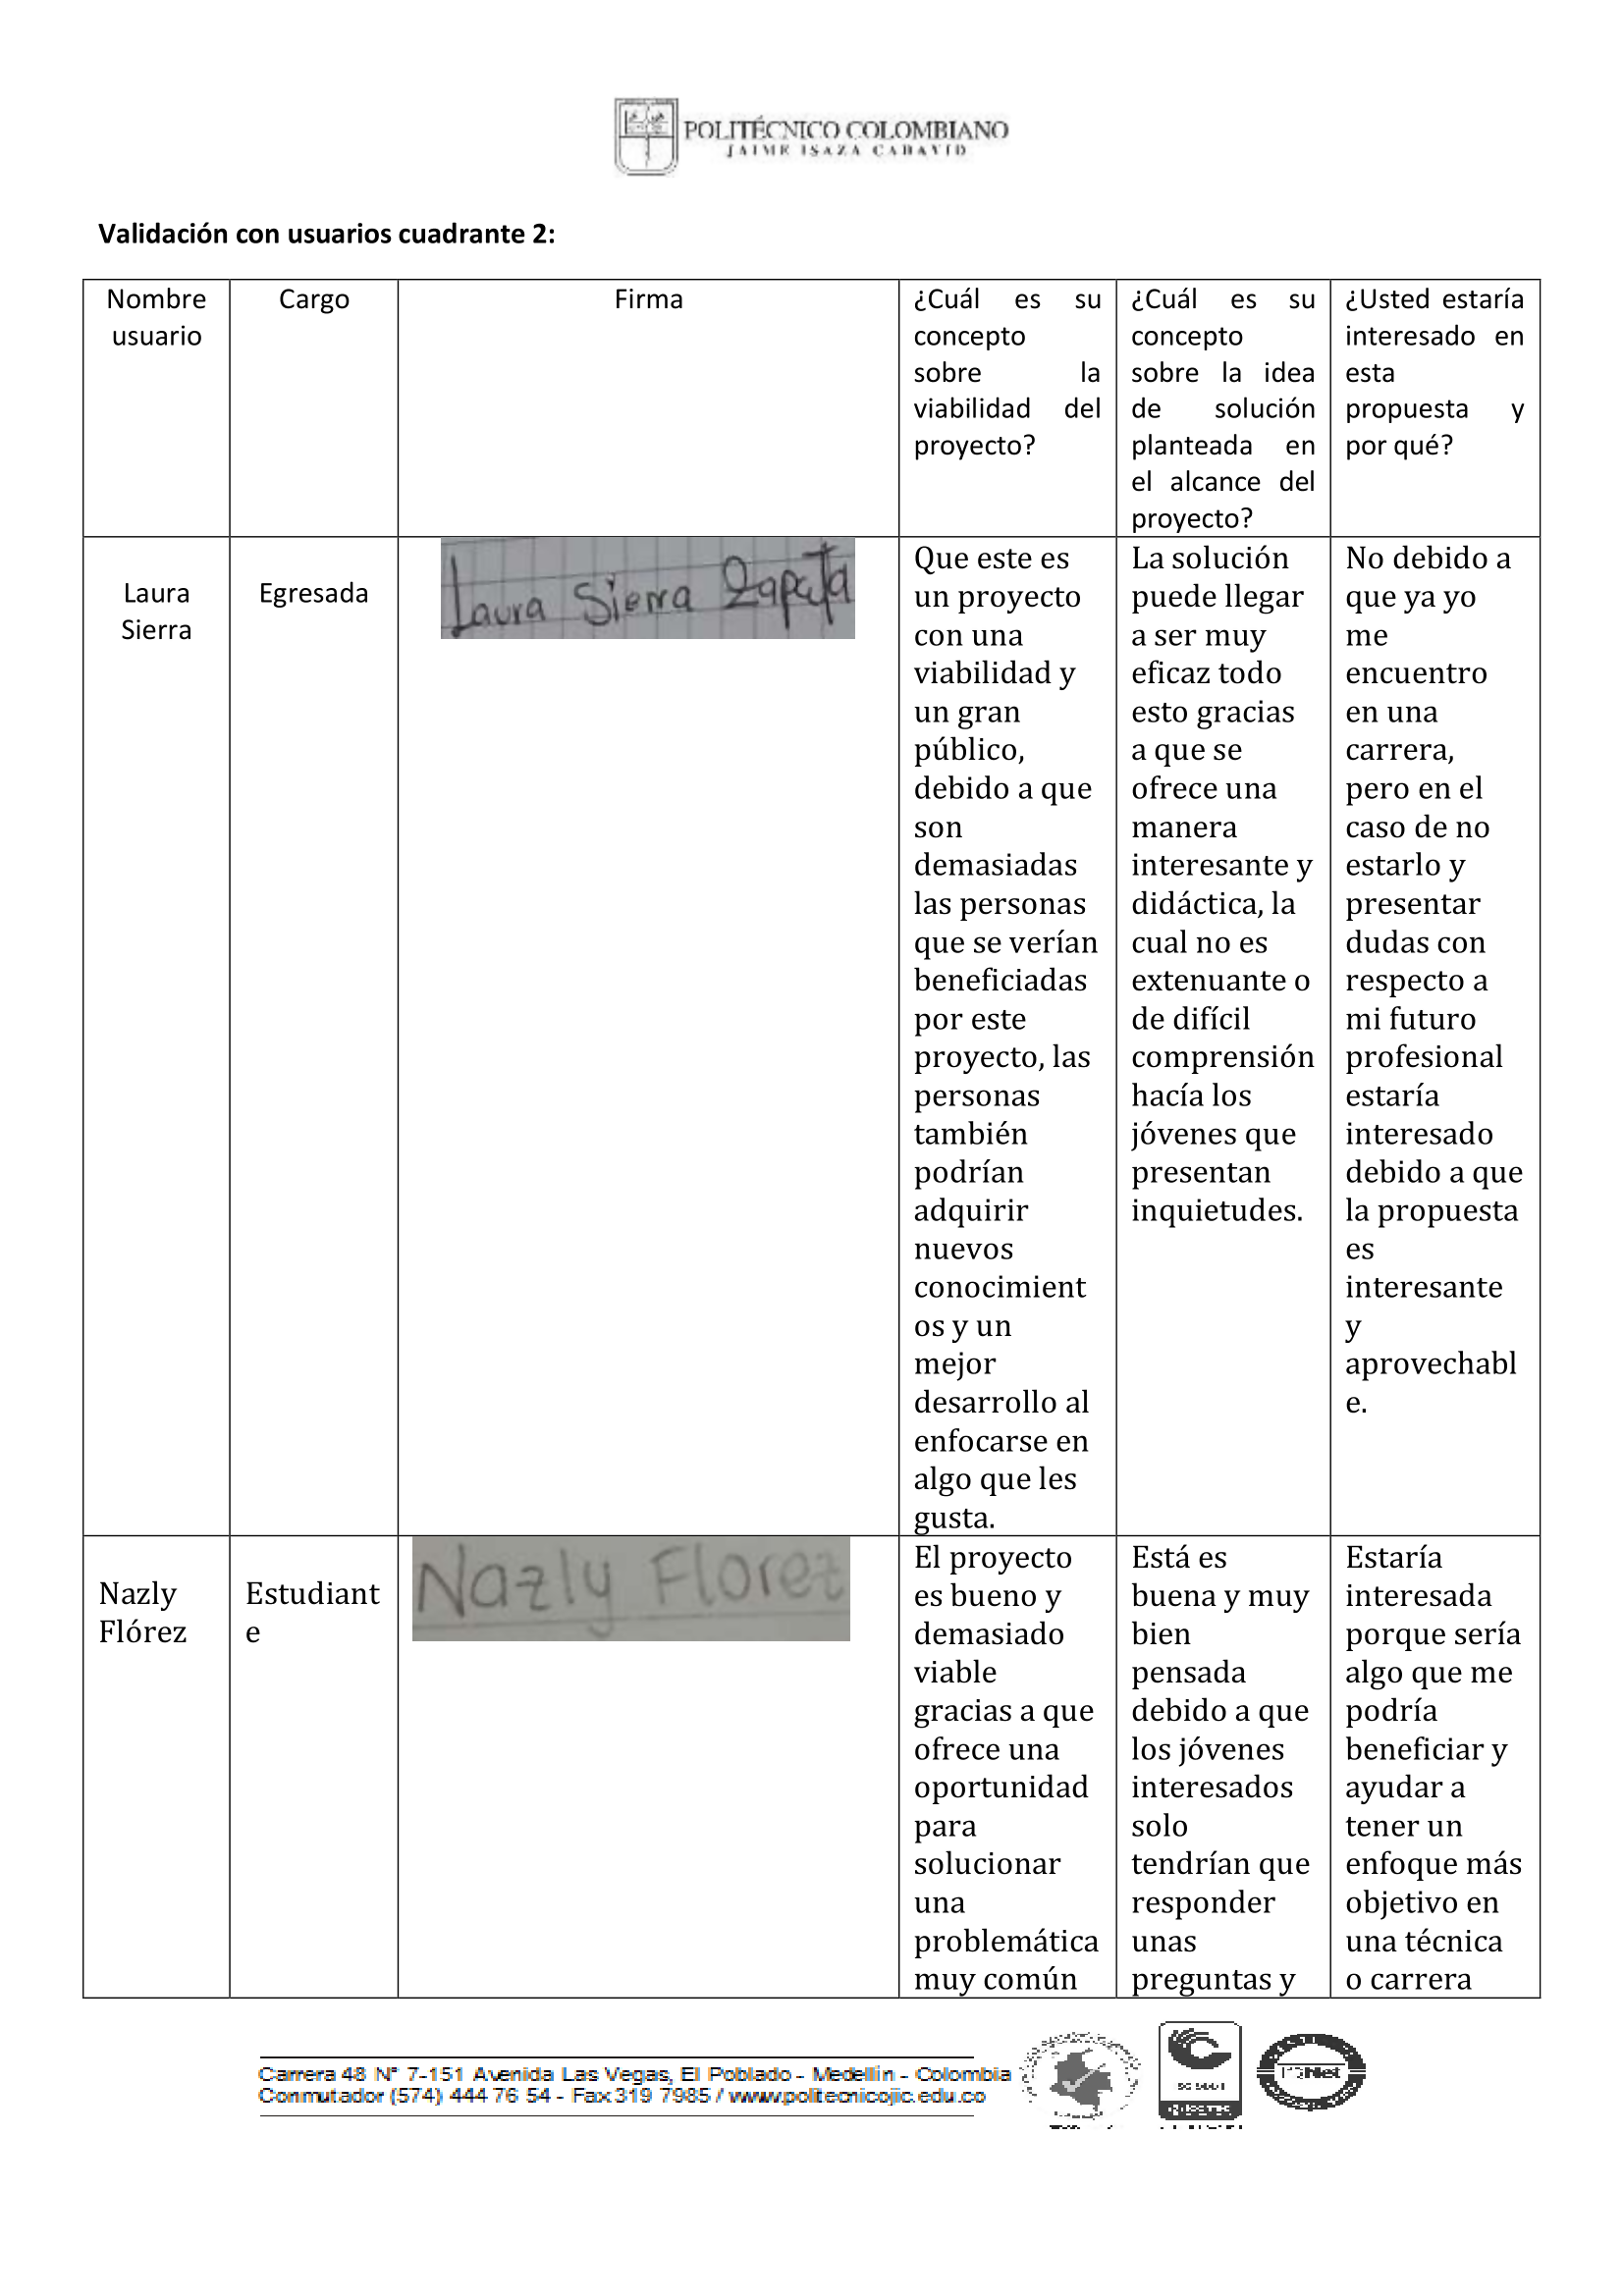 POLITÉCNICO COLOMBIANO
JAIME ISAZA CADAVID
Validación con usuarios cuadrante 2:
Nombre
usuario
Cargo
Firma
¿Cuál es su
concepto
sobre la
viabilidad del
proyecto?
¿Cuál es su
concepto
sobre la idea
de solución
planteada en
el alcance del
proyecto?
¿Usted estaría
interesado en
esta
propuesta y
por qué?
Laura
Sierra
Egresada
Laura Sierra Zapata
Que este es
un proyecto
con una
viabilidad y
un gran
público,
debido a que
son
demasiadas
las personas
que se verían
beneficiadas
por este
proyecto, las
personas
también
podrían
adquirir
nuevos
conocimient
os y un
mejor
desarrollo al
enfocarse en
algo que les
gusta.
La solución
puede llegar
a ser muy
eficaz todo
esto gracias
a que se
ofrece una
manera
interesante y
didáctica, la
cual no es
extenuante o
de difícil
comprensión
hacía los
jóvenes que
presentan
inquietudes.
No debido a
que ya yo
me
encuentro
en una
carrera,
pero en el
caso de no
estarlo y
presentar
dudas con
respecto a
mi futuro
profesional
estaría
interesado
debido a que
la propuesta
es
interesante
y
aprovechabl
e.
Nazly
Flórez
Estudiant
e
Nazly Florez
El proyecto
es bueno y
demasiado
viable
gracias a que
ofrece una
oportunidad
para
solucionar
una
problemática
muy común
Está es
buena y muy
bien
pensada
debido a que
los jóvenes
interesados
solo
tendrían que
responder
unas
preguntas y
Estaría
interesada
porque sería
algo que me
podría
beneficiar y
ayudar a
tener un
enfoque más
objetivo en
una técnica
o carrera
Carrera 48 N° 7-151 Avenida Las Vegas, El Poblado - Medellín - Colombia
Conmutador (574) 444 76 54 - Fax 319 7985 / www.politecnicojic.edu.co